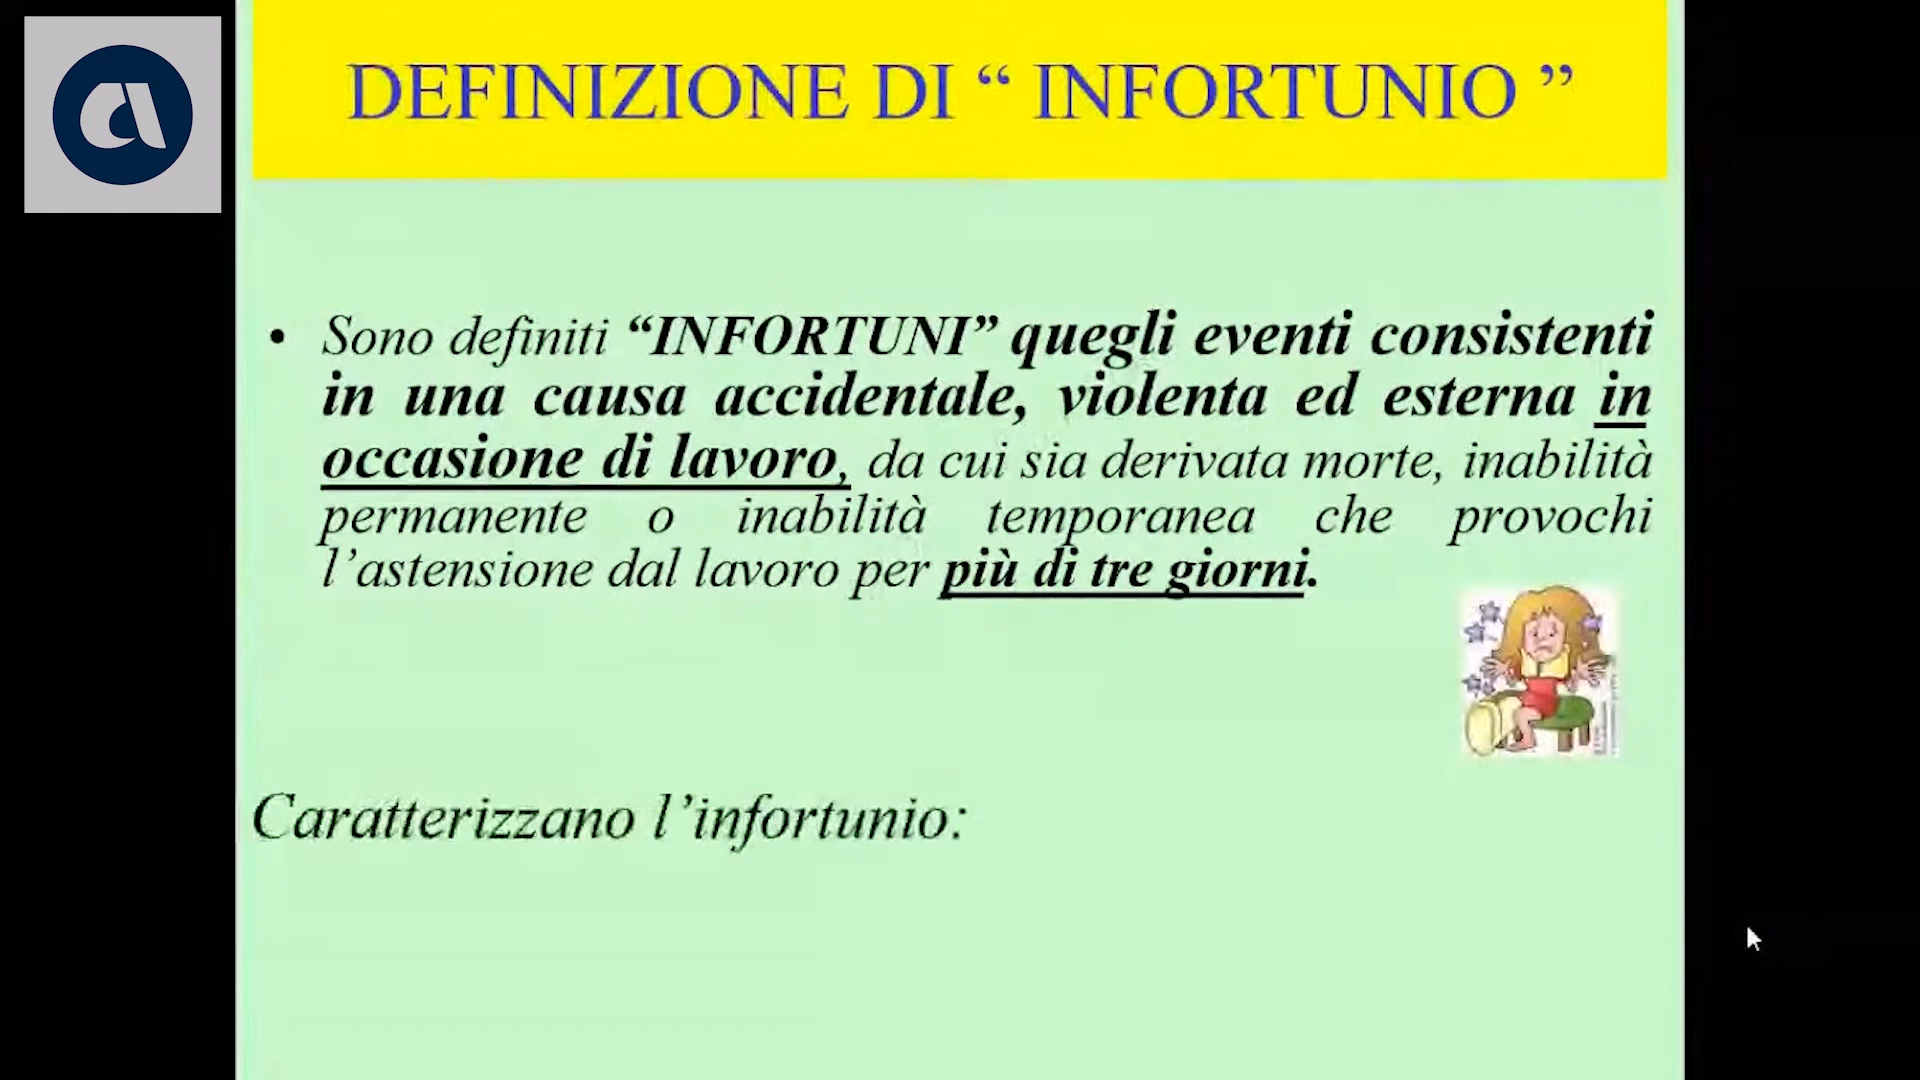 DEFINIZIONE DI “ INFORTUNIO ”
• Sono definiti “INFORTUNI” quegli eventi consistenti
in una causa accidentale, violenta ed esterna in
occasione di lavoro, da cui sia derivata morte, inabilità
permanente o inabilità temporanea che provochi
l’astensione dal lavoro per più di tre giorni.
Caratterizzano l’infortunio: